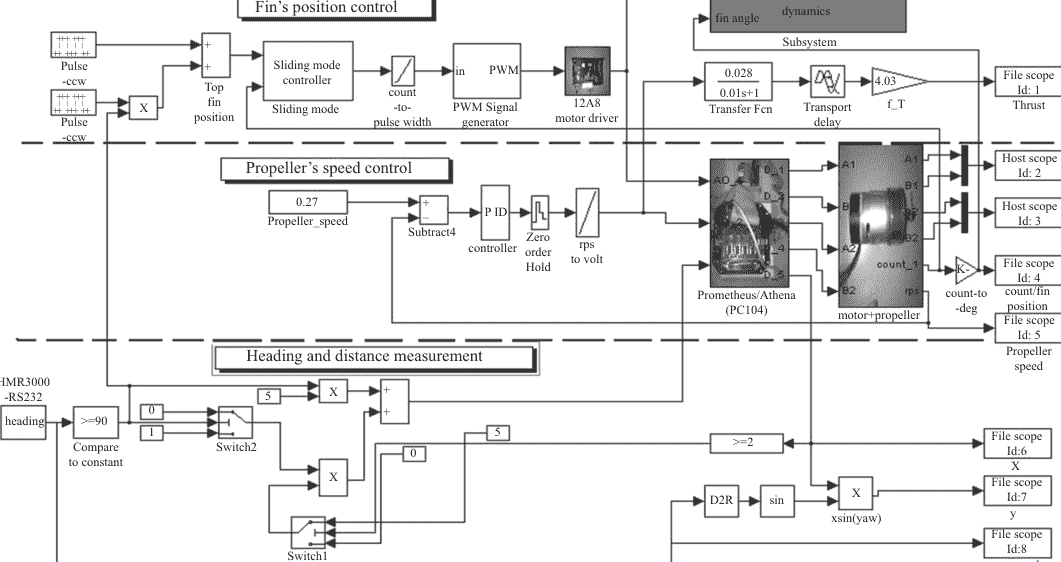 Fin's position control
dynamics
fin angle
Subsystem
Pulse
-ccw
+
+
Top
fin
position
Sliding mode
controller
Sliding mode
count
-to-
pulse width
in
PWM
PWM Signal
generator
12A8
motor driver
0.028
0.01s+1
Transfer Fcn
Transport
delay
4.03
f_T
File scope
Id: 1
Thrust
Pulse
-ccw
X
Propeller's speed control
0.27
Propeller_speed
+
−
Subtract4
P ID
controller
Zero
order
Hold
rps
to volt
D_1
D_
_4
D_5
Prometheus/Athena
(PC104)
A1
A2
B2
A1
B1
B2
count_1
rps
motor+propeller
K-
count-to
-deg
Host scope
Id: 2
Host scope
Id: 3
File scope
Id: 4
count/fin
position
File scope
Id: 5
Propeller
speed
Heading and distance measurement
HMR3000
-RS232
heading
>=90
Compare
to constant
0
1
Switch2
5
X
+
+
X
5
0
Switch1
>=2
D2R
sin
X
xsin(yaw)
File scope
Id:6
X
File scope
Id:7
y
File scope
Id:8